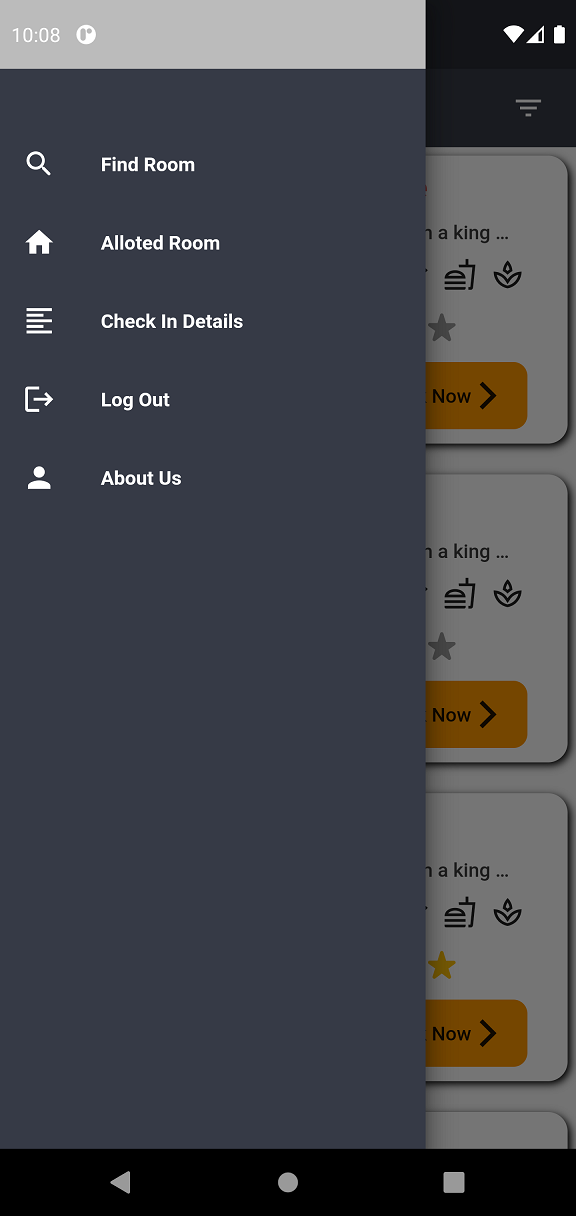 10:08
Find Room
Alloted Room
Check In Details
Log Out
About Us
a king ...
Now
a king ...
Now
a king ...
Now